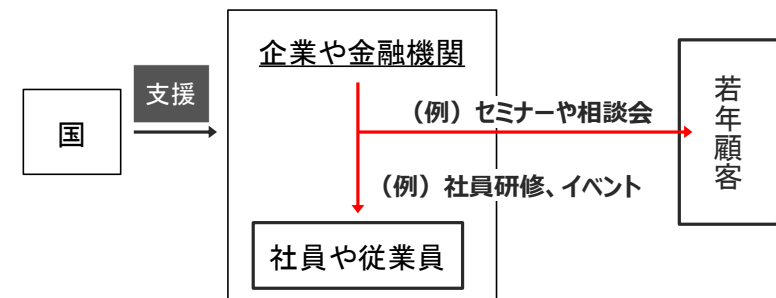 国
支援
企業や金融機関
（例）セミナーや相談会
（例）社員研修、イベント
社員や従業員
若年顧客